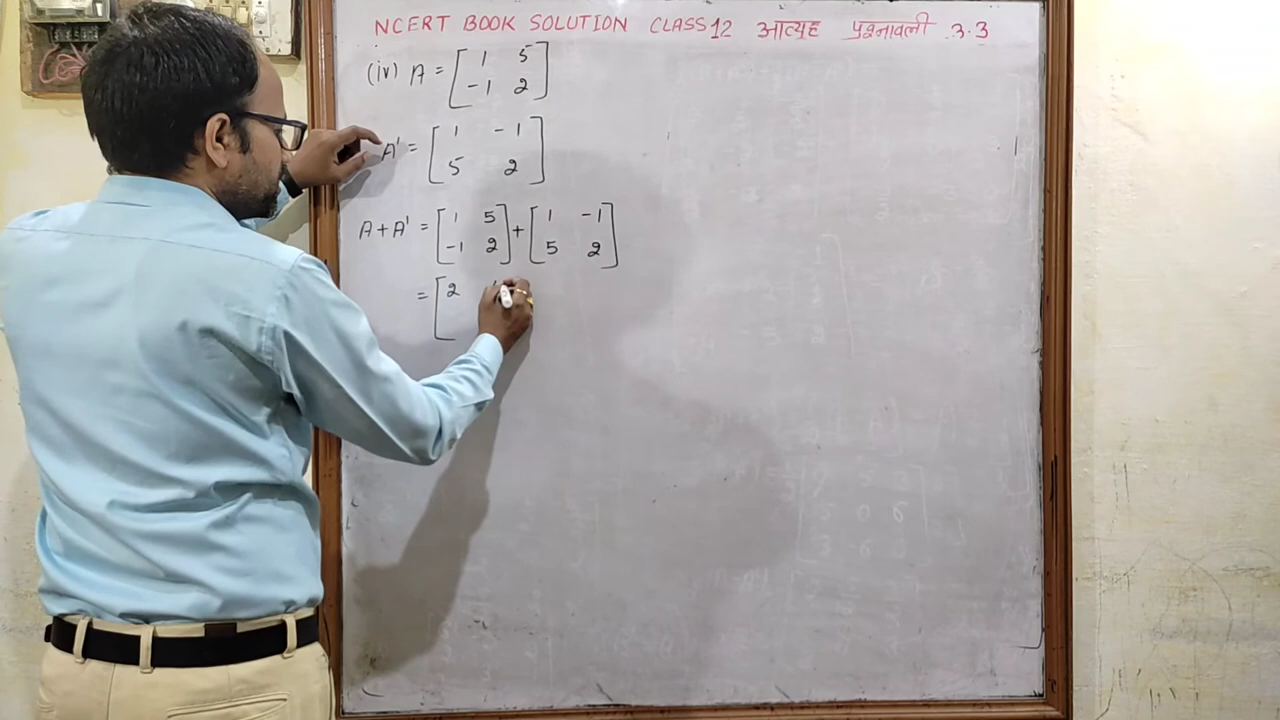 NCERT BOOK SOLUTION CLASS 12 आव्यूह प्रश्नावली 3.3
(iv) A = [ 1 5
-1 2 ]
A' = [ 1 -1
5 2 ]
A + A' = [ 1 5 + [ 1 -1
-1 2 ] 5 2 ]
= [ 2